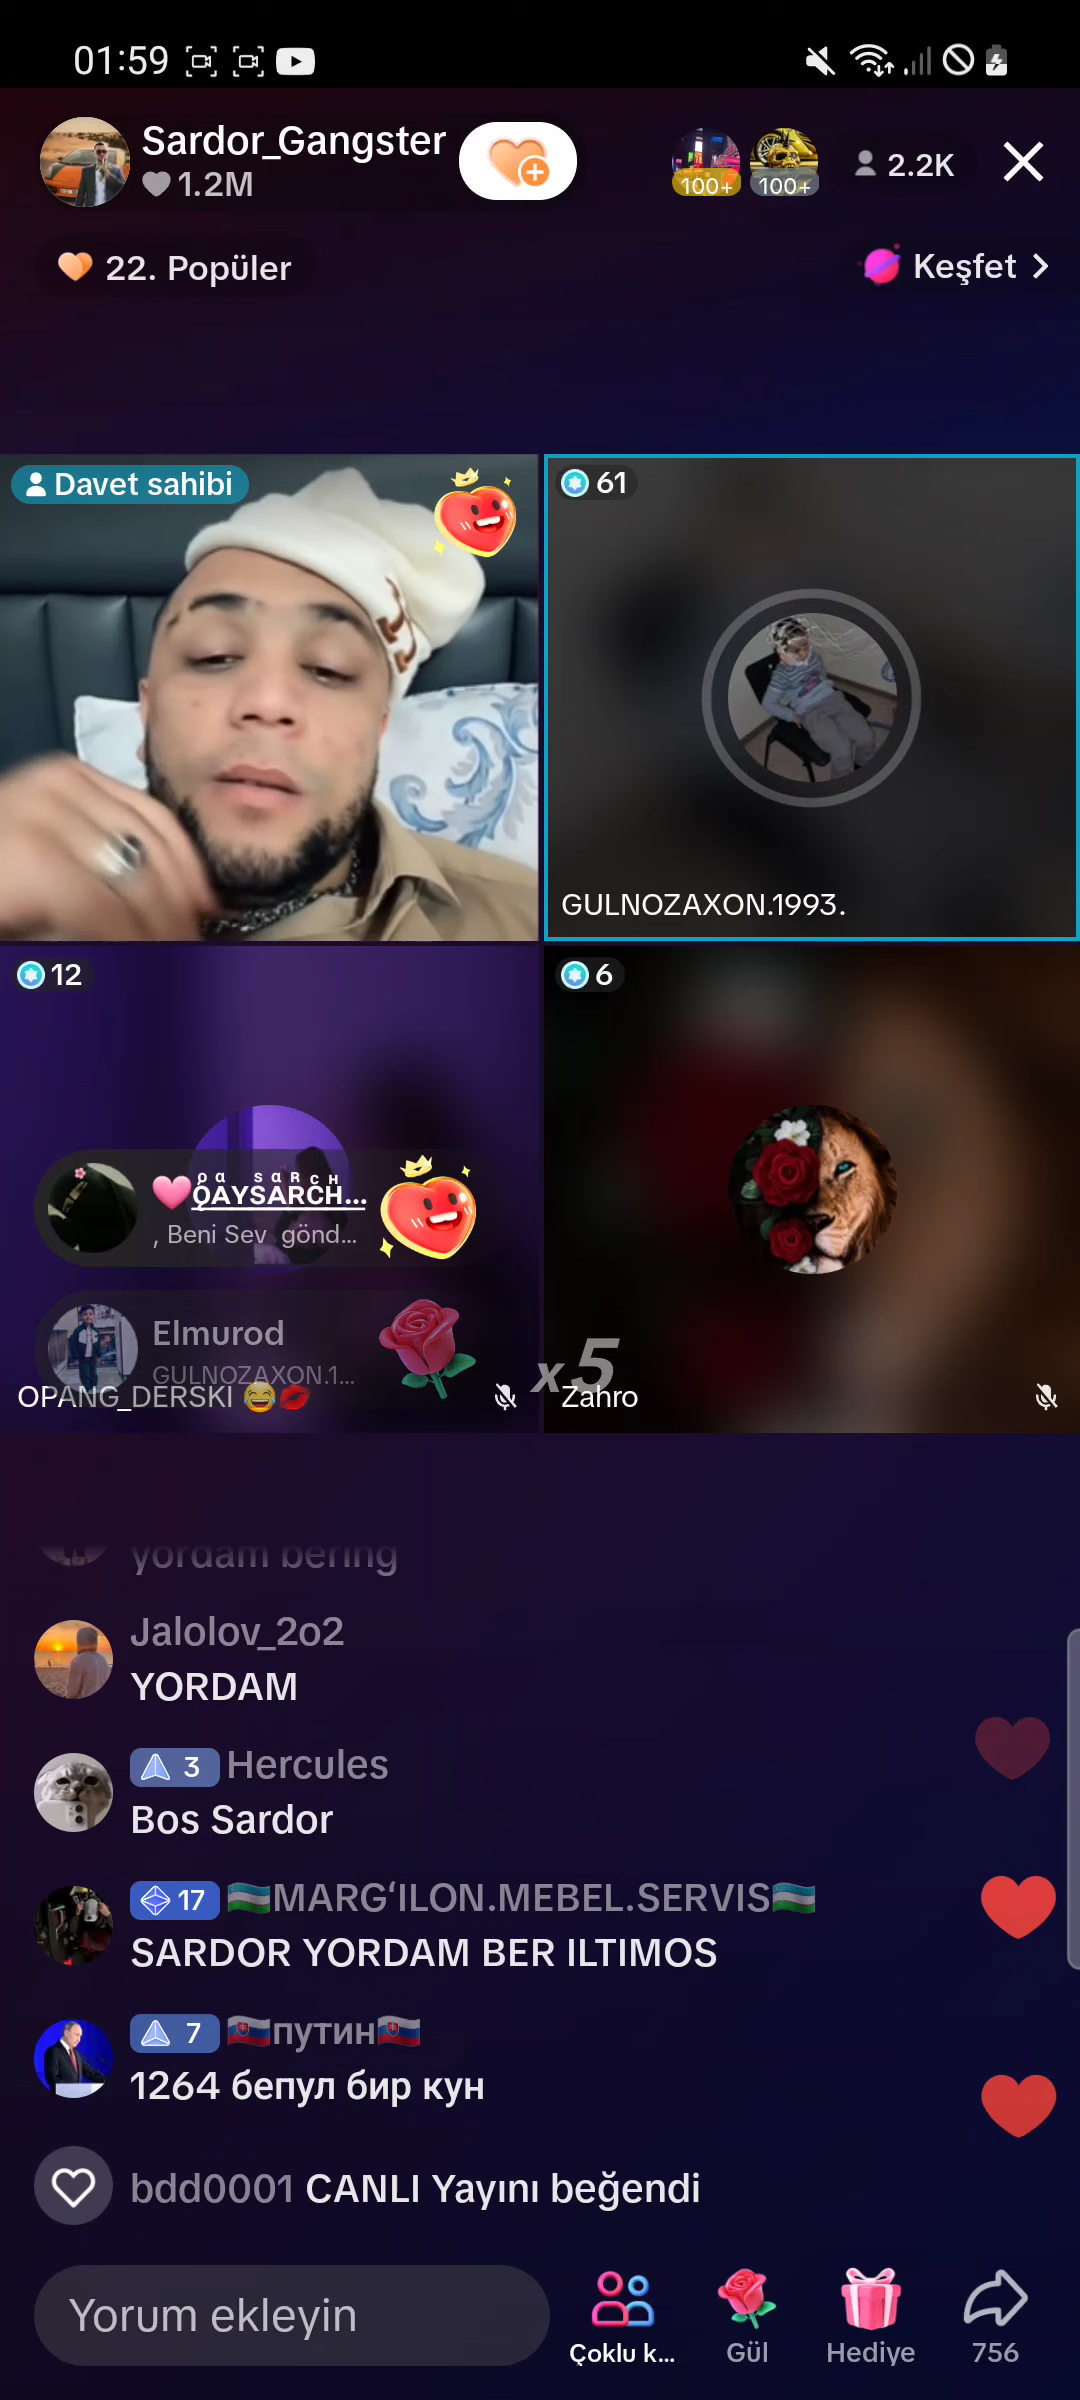 01:59
Sardor_Gangster
1.2M
100+
100+
2.2K
22. Popüler
Keşfet
Davet sahibi
61
GULNOZAXON.1993.
12
6
, Beni Sev gönd...
Elmurod
GULNOZAXON.1...
x5
OPANG_DERSKI 😂💋
Zahro
yordam bering
Jalolov_2o2
YORDAM
3 Hercules
Bos Sardor
17 🇺🇿MARGʻILON.MEBEL.SERVIS🇺🇿
SARDOR YORDAM BER ILTIMOS
7 🇸🇰путин🇸🇰
1264 бепул бир кун
bdd0001 CANLI Yayını beğendi
Yorum ekleyin
Çoklu k...
Gül
Hediye
756